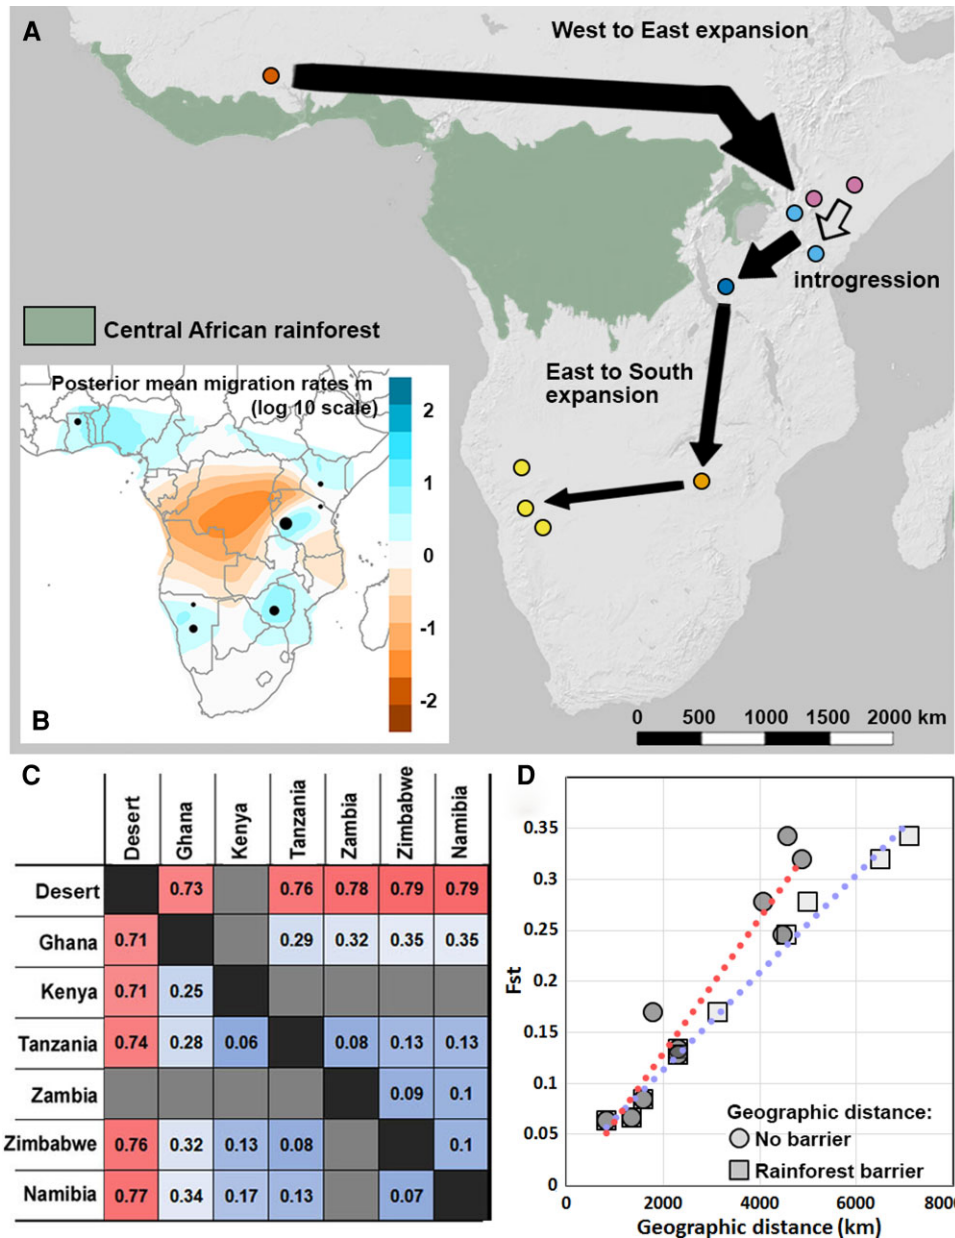 A
West to East expansion
introgression
Central African rainforest
East to South
expansion
Posterior mean migration rates m
(log 10 scale)
2
1
0
-1
-2
B
0 500 1000 1500 2000 km
C
Desert Ghana Kenya Tanzania Zambia Zimbabwe Namibia
Desert 0.73 0.76 0.78 0.79 0.79
Ghana 0.71 0.29 0.32 0.35 0.35
Kenya 0.71 0.25
Tanzania 0.74 0.28 0.06 0.08 0.13 0.13
Zambia 0.09 0.1
Zimbabwe 0.76 0.32 0.13 0.08 0.1
Namibia 0.77 0.34 0.17 0.13 0.07
D
Fst
0.35
0.3
0.25
0.2
0.15
0.1
0.05
0
Geographic distance:
No barrier
Rainforest barrier
0 2000 4000 6000 8000
Geographic distance (km)